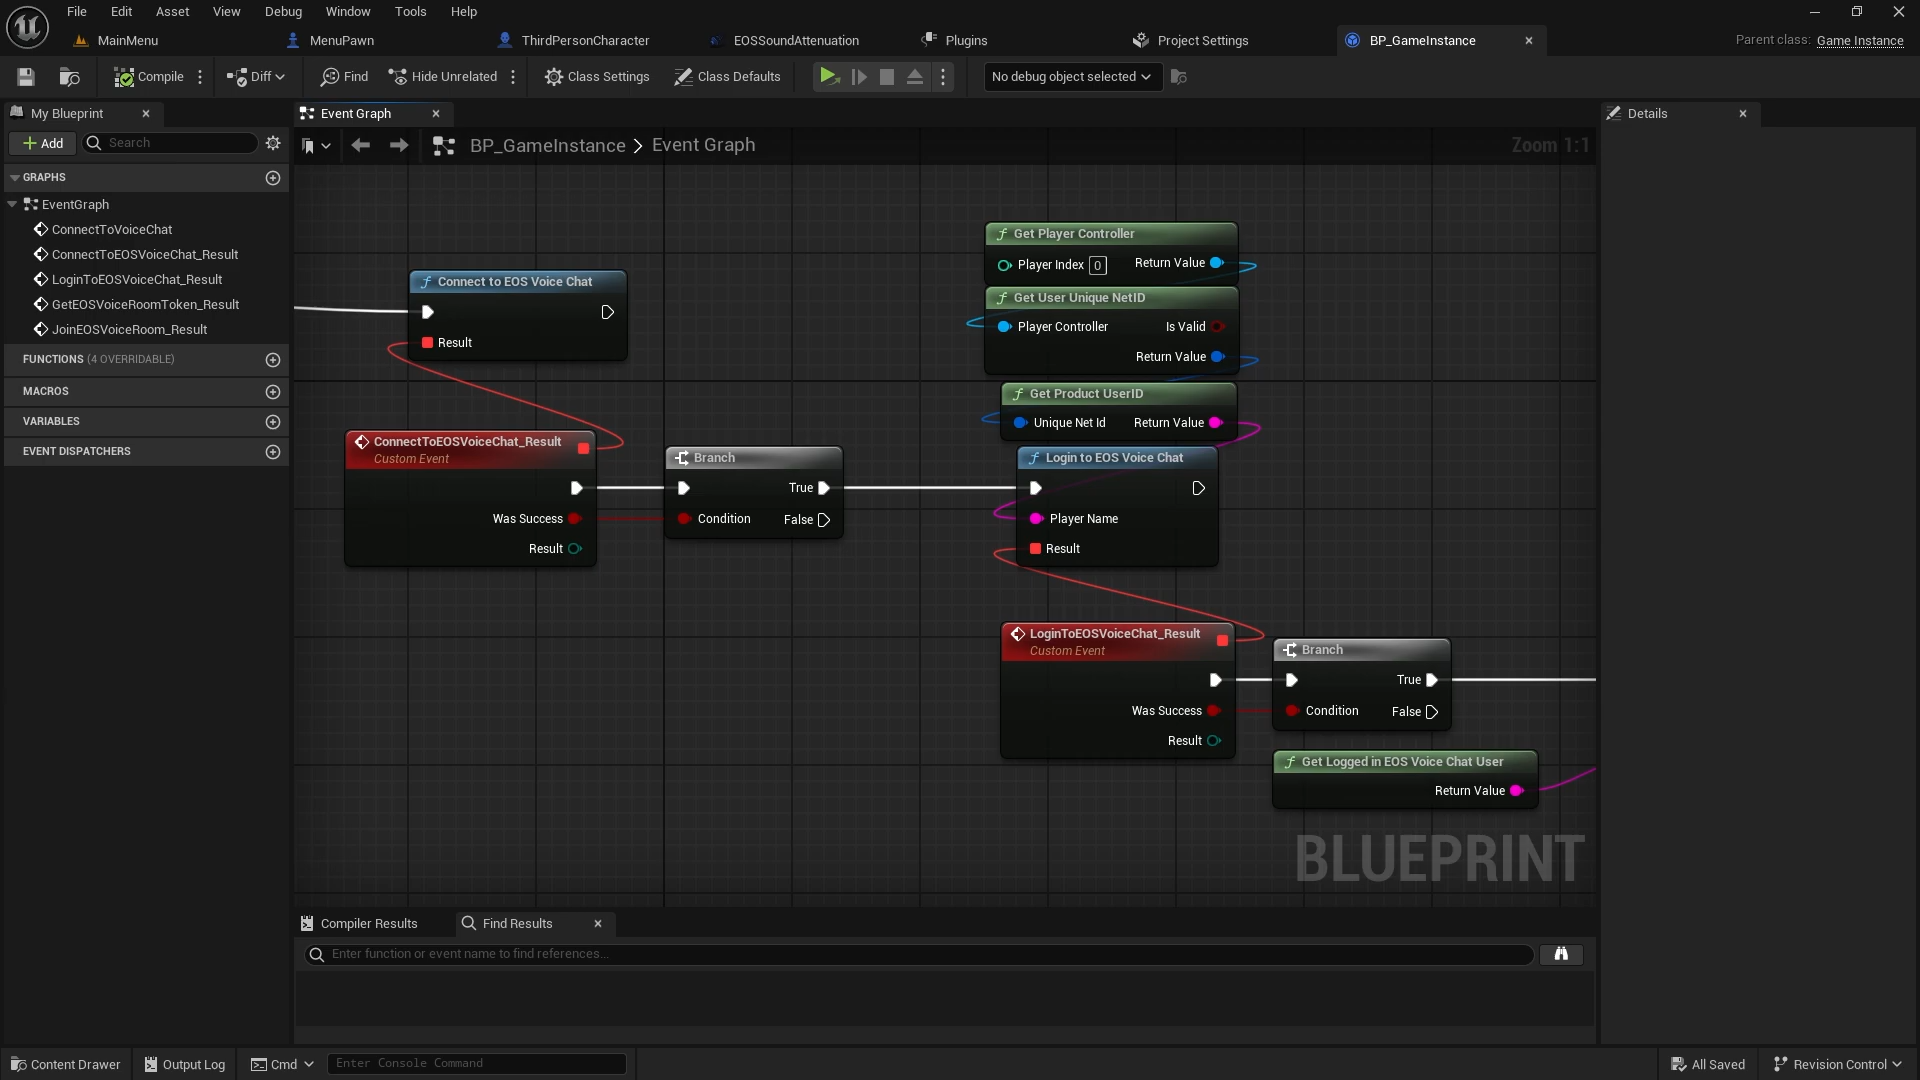 File Edit Asset View Debug Window Tools Help
MainMenu MenuPawn ThirdPersonCharacter EOSSoundAttenuation Plugins Project Settings BP_GameInstance Parent class: Game Instance
Compile Diff Find Hide Unrelated Class Settings Class Defaults No debug object selected
My Blueprint Event Graph Details
Add Search
BP_GameInstance > Event Graph Zoom 1:1
GRAPHS
EventGraph
ConnectToVoiceChat
ConnectToEOSVoiceChat_Result
LoginToEOSVoiceChat_Result
GetEOSVoiceRoomToken_Result
JoinEOSVoiceRoom_Result
FUNCTIONS (4 OVERRIDABLE)
MACROS
VARIABLES
EVENT DISPATCHERS
Connect to EOS Voice Chat
Result
ConnectToEOSVoiceChat_Result
Custom Event
Was Success
Result
Branch
True
Condition False
Get Player Controller
Player Index 0 Return Value
Get User Unique NetID
Player Controller Is Valid
Return Value
Get Product UserID
Unique Net Id Return Value
Login to EOS Voice Chat
Player Name
Result
LoginToEOSVoiceChat_Result
Custom Event
Was Success
Result
Branch
True
Condition False
Get Logged in EOS Voice Chat User
Return Value
BLUEPRINT
Compiler Results Find Results
Enter function or event name to find references...
Content Drawer Output Log Cmd Enter Console Command All Saved Revision Control